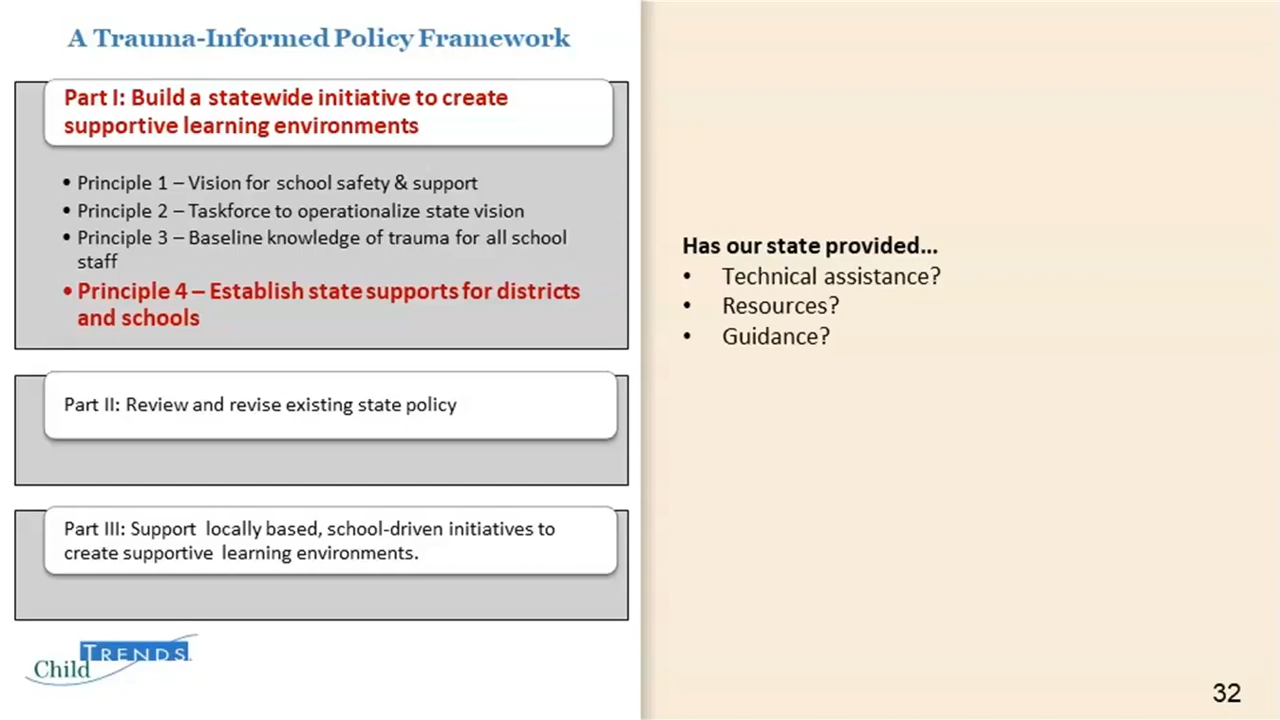 A Trauma-Informed Policy Framework
Part I: Build a statewide initiative to create
supportive learning environments
• Principle 1 – Vision for school safety & support
• Principle 2 – Taskforce to operationalize state vision
• Principle 3 – Baseline knowledge of trauma for all school
staff
• Principle 4 – Establish state supports for districts
and schools
Part II: Review and revise existing state policy
Part III: Support locally based, school-driven initiatives to
create supportive learning environments.
Child TRENDS
Has our state provided...
• Technical assistance?
• Resources?
• Guidance?
32